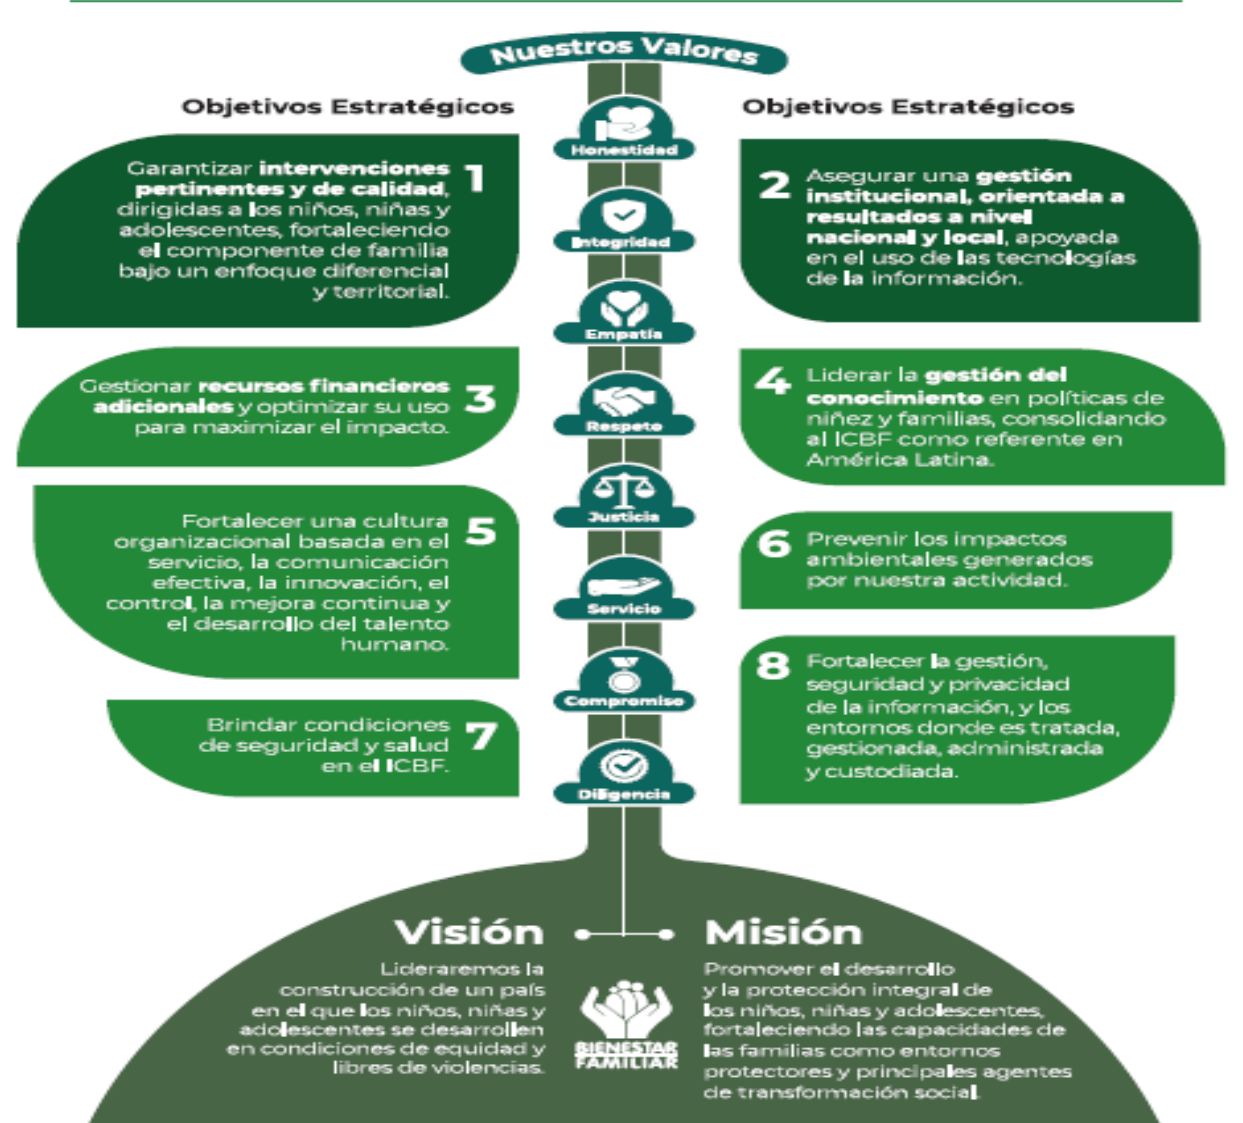 Nuestros Valores
Objetivos Estratégicos
1
Garantizar intervenciones
pertinentes y de calidad,
dirigidas a los niños, niñas y
adolescentes, fortaleciendo
el componente de familia
bajo un enfoque diferencial
y territorial.
3
Gestionar recursos financieros
adicionales y optimizar su uso
para maximizar el impacto.
5
Fortalecer una cultura
organizacional basada en el
servicio, la comunicación
efectiva, la innovación, el
control, la mejora continua y
el desarrollo del talento
humano.
7
Brindar condiciones
de seguridad y salud
en el ICBF.
Honestidad
Integridad
Empatía
Respeto
Justicia
Servicio
Compromiso
Diligencia
Objetivos Estratégicos
2
Asegurar una gestión
institucional, orientada a
resultados a nivel
nacional y local, apoyada
en el uso de las tecnologías
de la información.
4
Liderar la gestión del
conocimiento en políticas de
niñez y familias, consolidando
al ICBF como referente en
América Latina.
6
Prevenir los impactos
ambientales generados
por nuestra actividad.
8
Fortalecer la gestión,
seguridad y privacidad
de la información, y los
entornos donde es tratada,
gestionada, administrada
y custodiada.
Visión
Lideraremos la
construcción de un país
en el que los niños, niñas y
adolescentes se desarrollen
en condiciones de equidad y
libres de violencias.
BIENESTAR
FAMILIAR
Misión
Promover el desarrollo
y la protección integral de
los niños, niñas y adolescentes,
fortaleciendo las capacidades de
las familias como entornos
protectores y principales agentes
de transformación social.